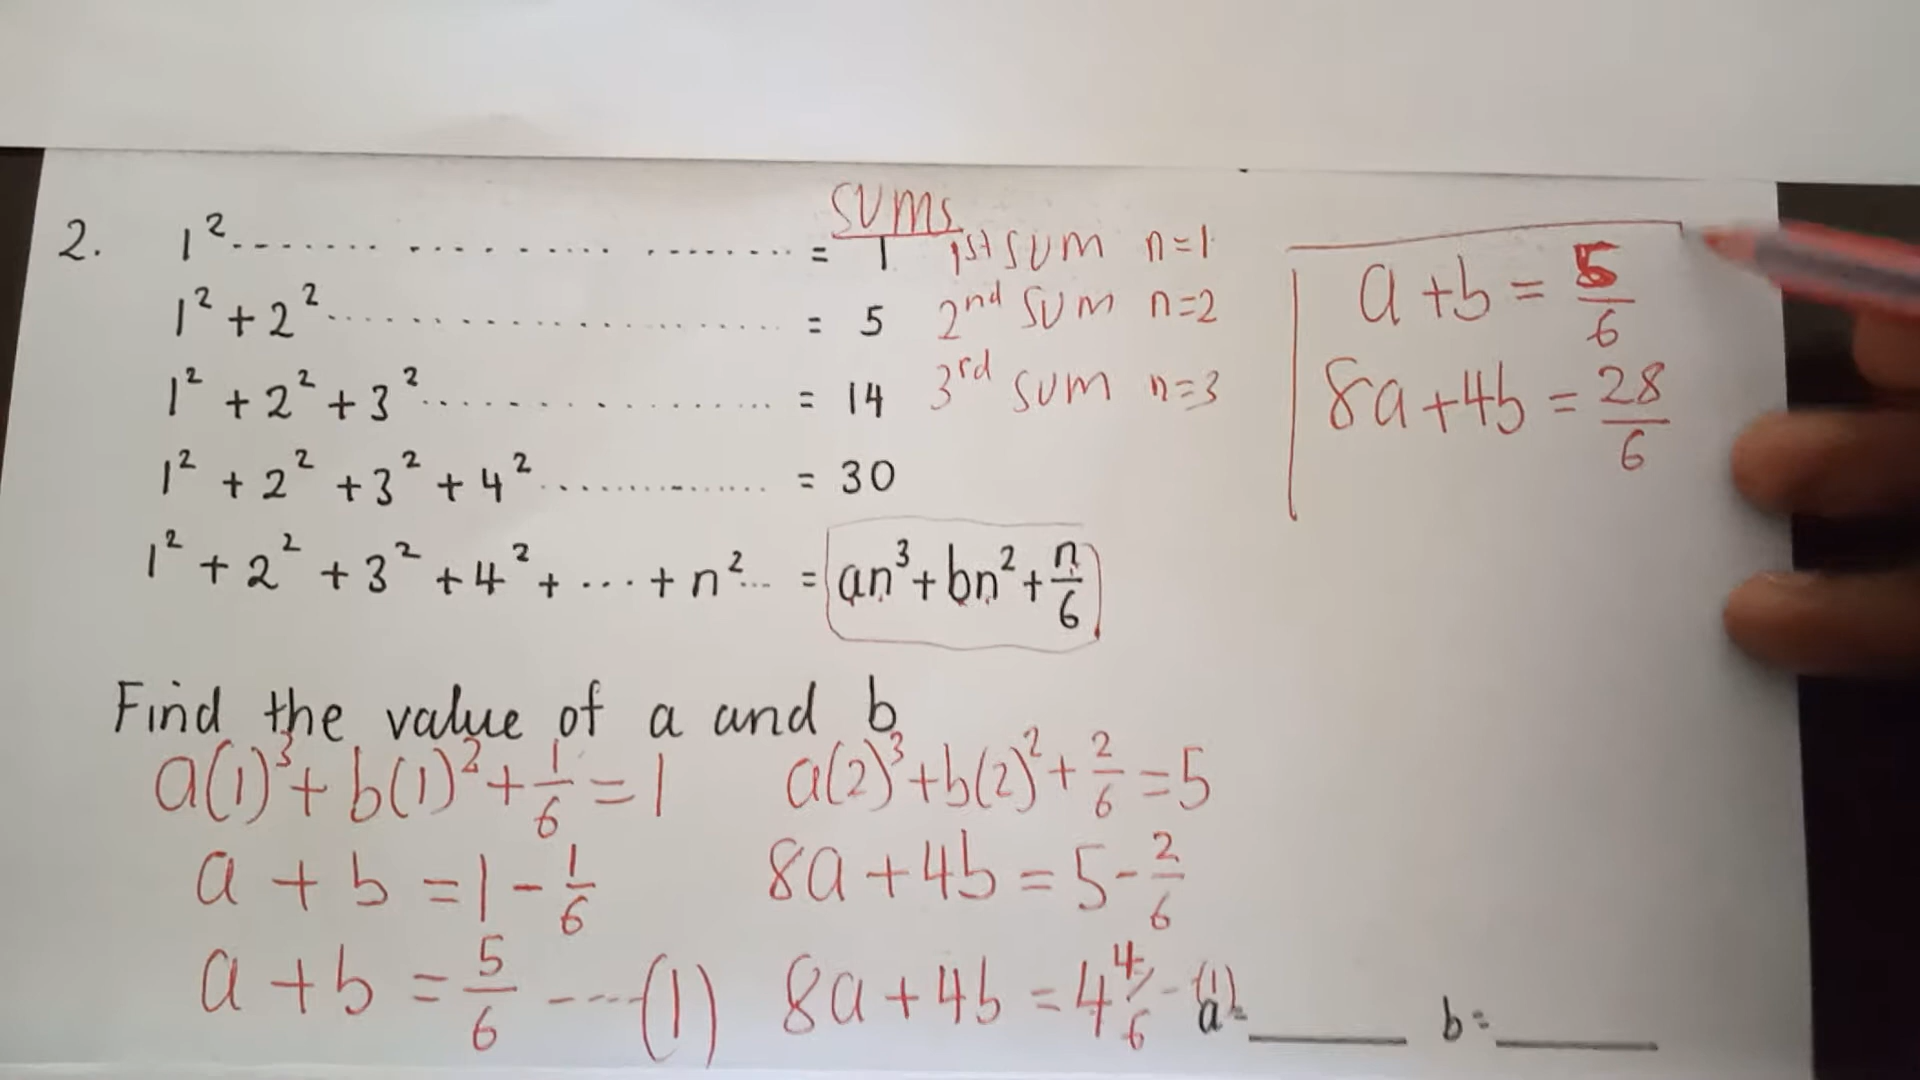 SUMS
2. 1² ........ = 1 1st SUM n=1
1² + 2² ........ = 5 2nd SUM n=2
1² + 2² + 3² ........ = 14 3rd SUM n=3
1² + 2² + 3² + 4² ........ = 30
1² + 2² + 3² + 4² + ... + n² ... = an³ + bn² + n/6
Find the value of a and b
a(1)³ + b(1)² + 1/6 = 1
a + b = 1 - 1/6
a + b = 5/6 ---- (1)
a(2)³ + b(2)² + 2/6 = 5
8a + 4b = 5 - 2/6
8a + 4b = 4 4/6
a= ______ b= ______
a + b = 5/6
8a + 4b = 28/6